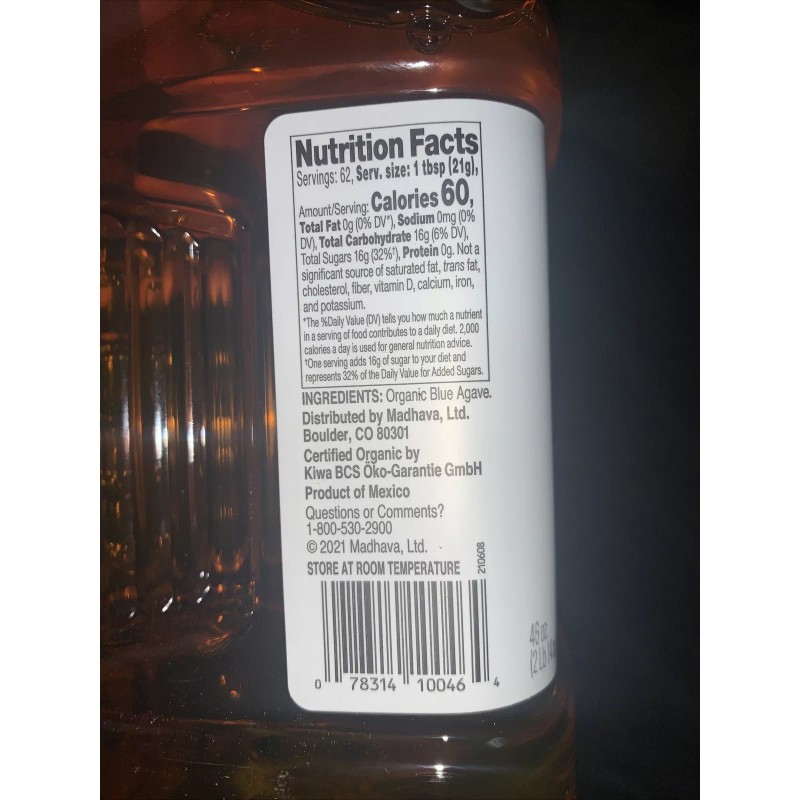 Nutrition Facts
Servings: 62, Serv. size: 1 tbsp (21g),
Amount/Serving: Calories 60,
Total Fat 0g (0% DV*), Sodium 0mg (0%
DV), Total Carbohydrate 16g (6% DV),
Total Sugars 16g (32%†), Protein 0g. Not a
significant source of saturated fat, trans fat,
cholesterol, fiber, vitamin D, calcium, iron,
and potassium.
*The %Daily Value (DV) tells you how much a nutrient
in a serving of food contributes to a daily diet. 2,000
calories a day is used for general nutrition advice.
†One serving adds 16g of sugar to your diet and
represents 32% of the Daily Value for Added Sugars.
INGREDIENTS: Organic Blue Agave.
Distributed by Madhava, Ltd.
Boulder, CO 80301
Certified Organic by
Kiwa BCS Öko-Garantie GmbH
Product of Mexico
Questions or Comments?
1-800-530-2900
© 2021 Madhava, Ltd.
STORE AT ROOM TEMPERATURE
210608
0 78314 10046 4
46 oz
(2 Lb